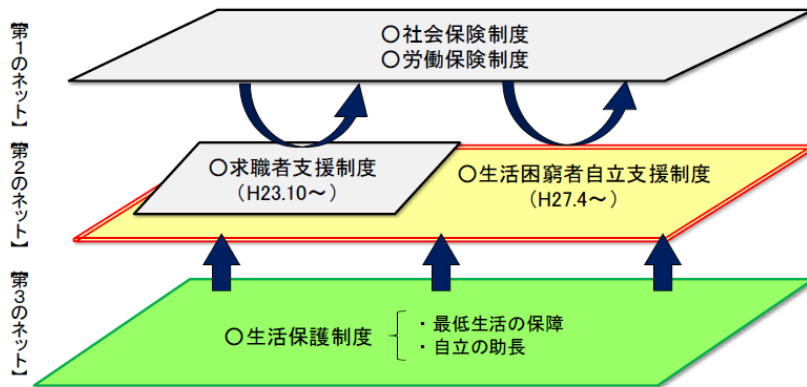 【第1のネット】
○社会保険制度
○労働保険制度
【第2のネット】
○求職者支援制度
（H23.10～）
○生活困窮者自立支援制度
（H27.4～）
【第3のネット】
○生活保護制度
・最低生活の保障
・自立の助長